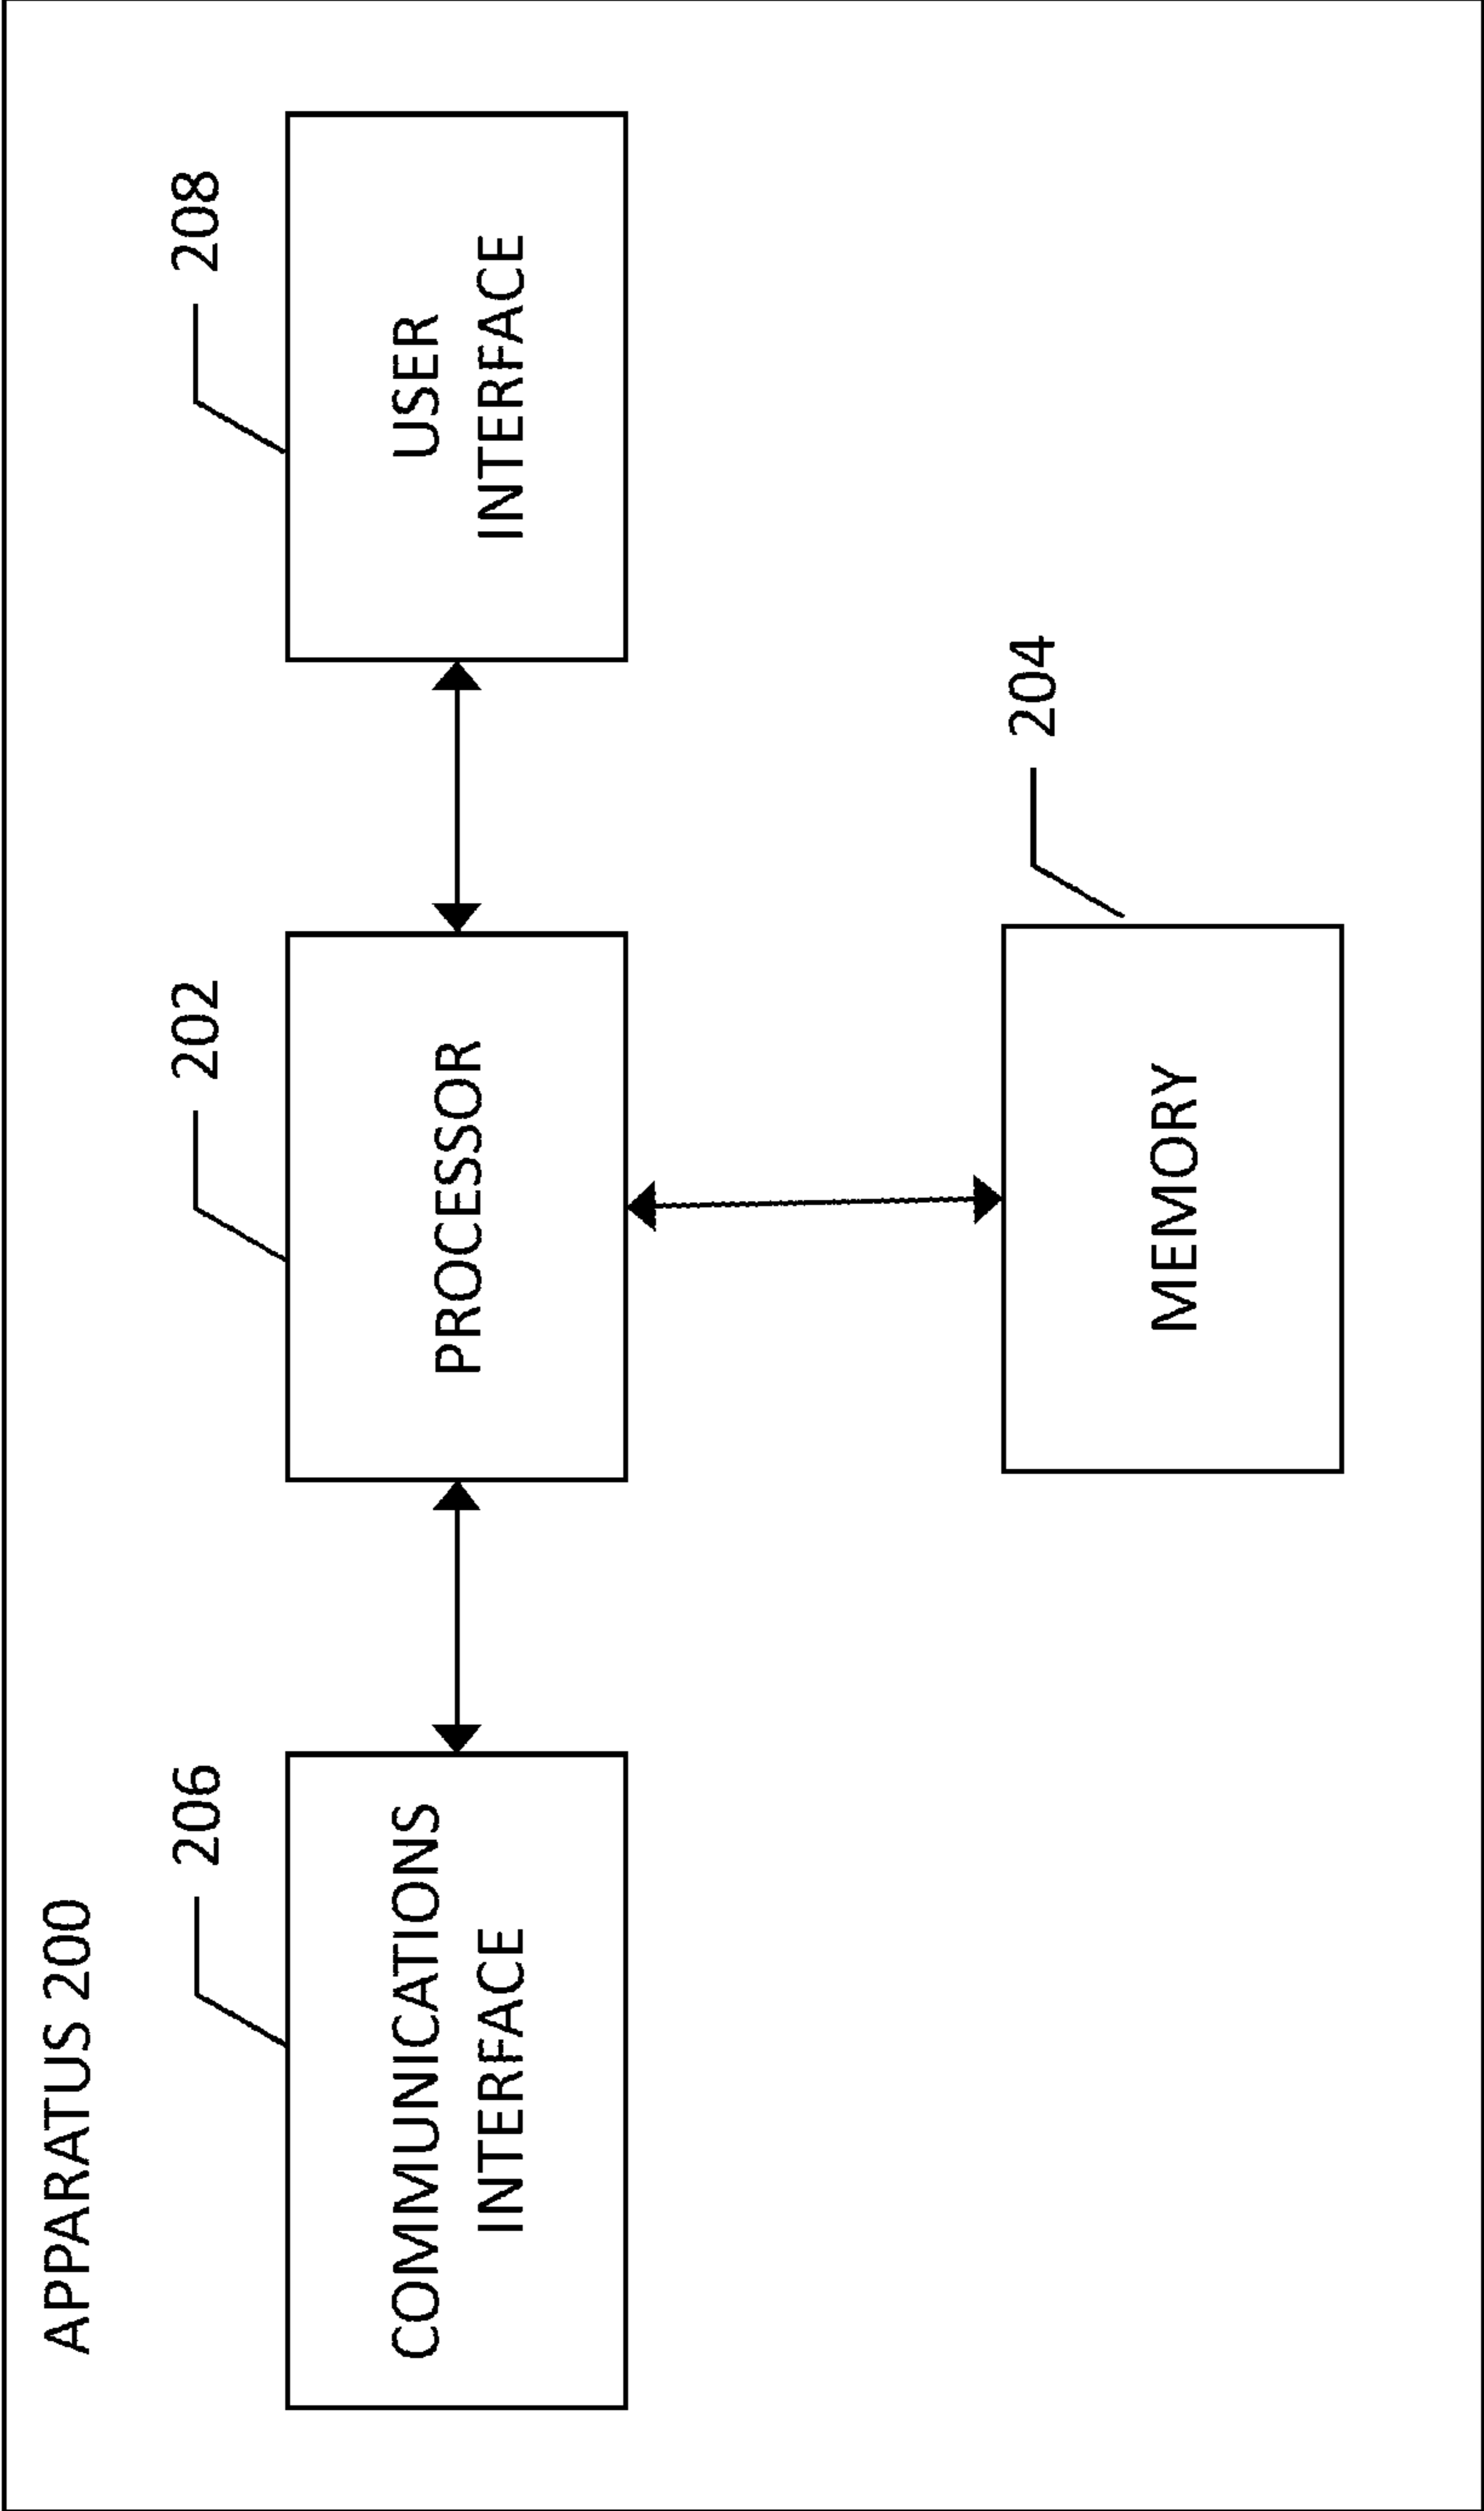 APPARATUS 200
206
202
208
COMMUNICATIONS
INTERFACE
PROCESSOR
USER
INTERFACE
204
MEMORY